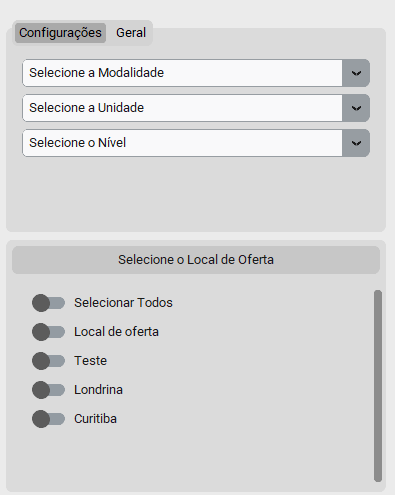 Configurações Geral
Selecione a Modalidade
Selecione a Unidade
Selecione o Nível
Selecione o Local de Oferta
Selecionar Todos
Local de oferta
Teste
Londrina
Curitiba